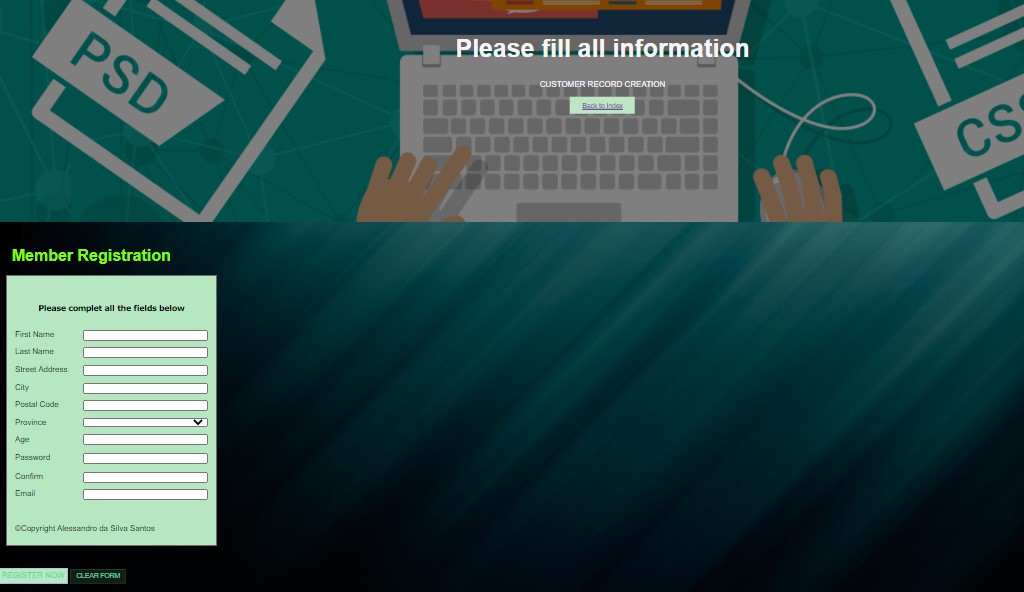 PSD
Please fill all information
CUSTOMER RECORD CREATION
Back to Index
CSS
Member Registration
Please complet all the fields below
First Name
Last Name
Street Address
City
Postal Code
Province
Age
Password
Confirm
Email
©Copyright Alessandro da Silva Santos
REGISTER NOW CLEAR FORM